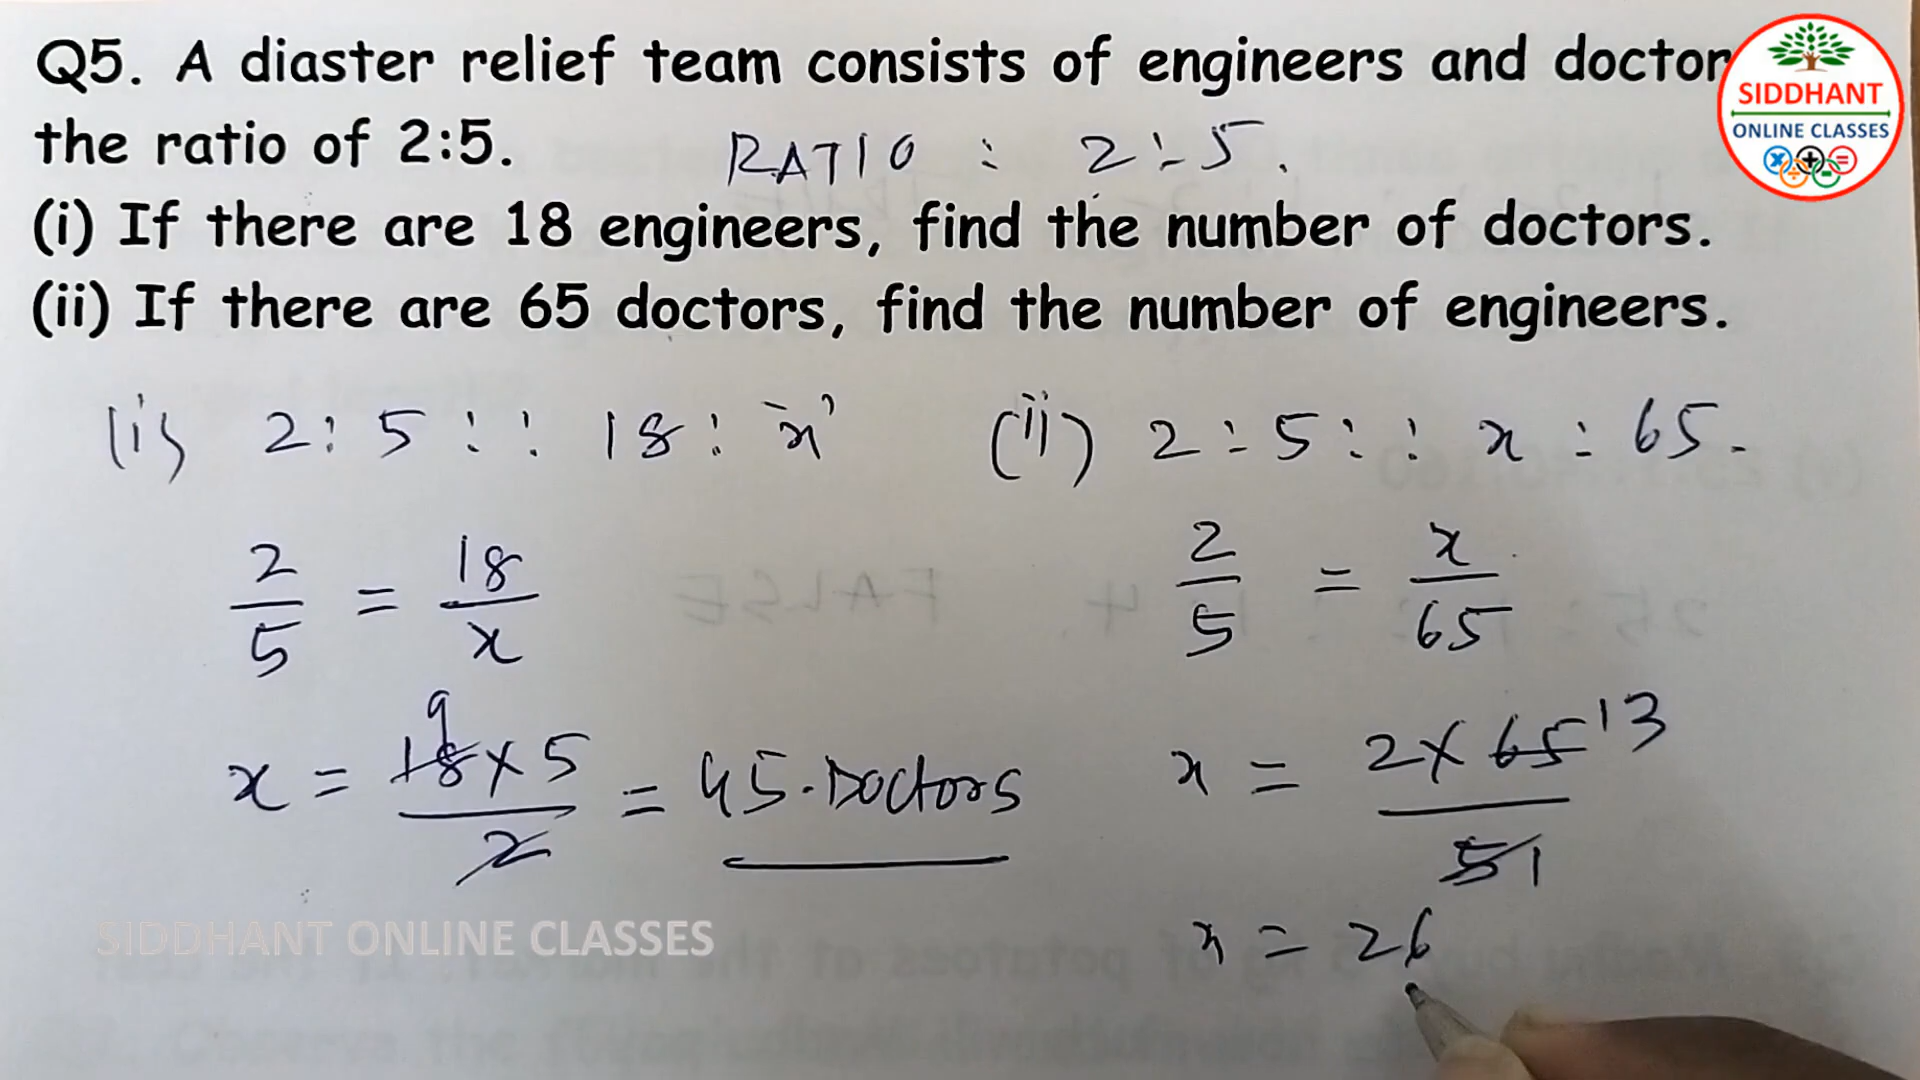 Q5. A diaster relief team consists of engineers and doctor
the ratio of 2:5.
RATIO : 2:5.
(i) If there are 18 engineers, find the number of doctors.
(ii) If there are 65 doctors, find the number of engineers.
(i) 2:5 :: 18: 'x'
2/5 = 18/x
x = 18 9 x 5 / 2 = 45. Doctors
(ii) 2:5 :: x : 65.
2/5 = x/65
x = 2 x 65 13 / 5 1
x = 26
SIDDHANT
ONLINE CLASSES
SIDDHANT ONLINE CLASSES